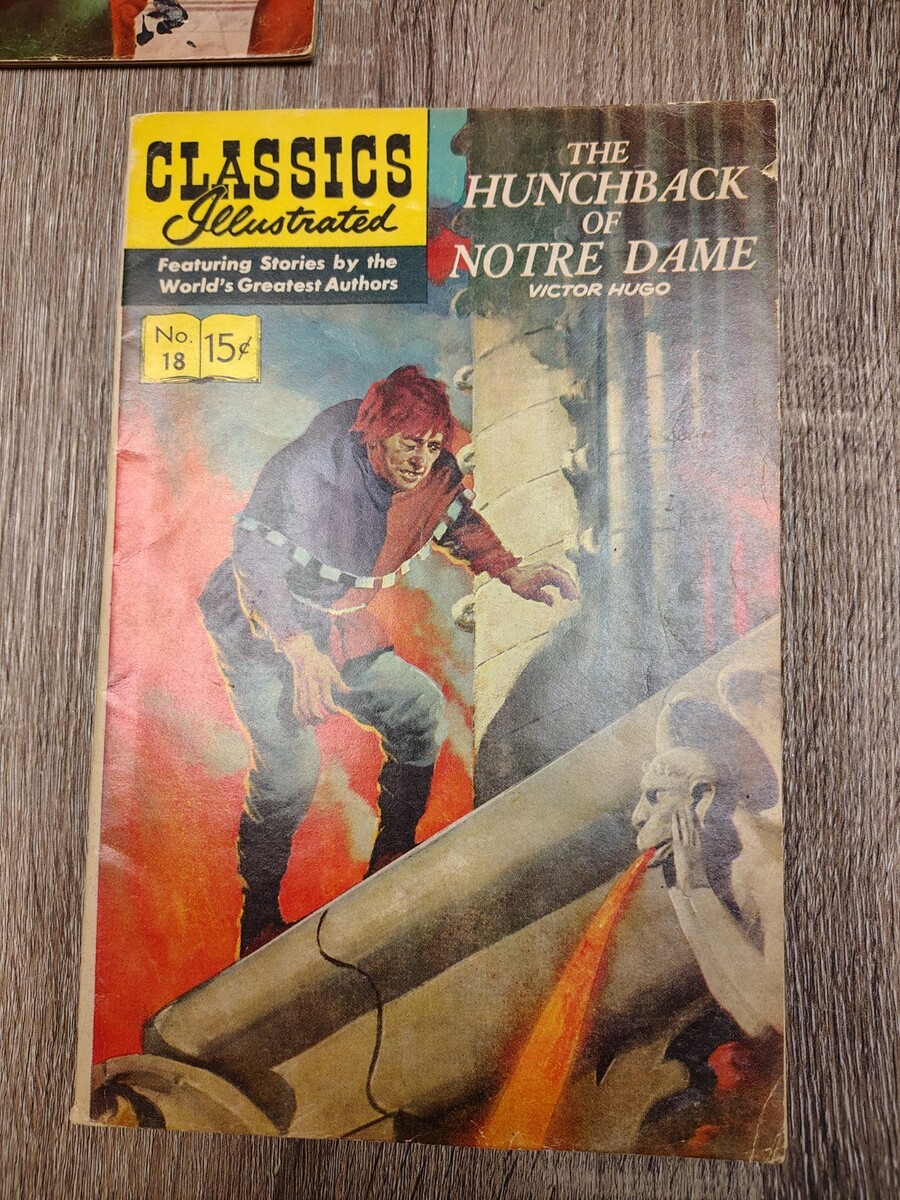 CLASSICS
Illustrated
Featuring Stories by the
World's Greatest Authors
No.
18
15¢
THE
HUNCHBACK
OF
NOTRE DAME
VICTOR HUGO